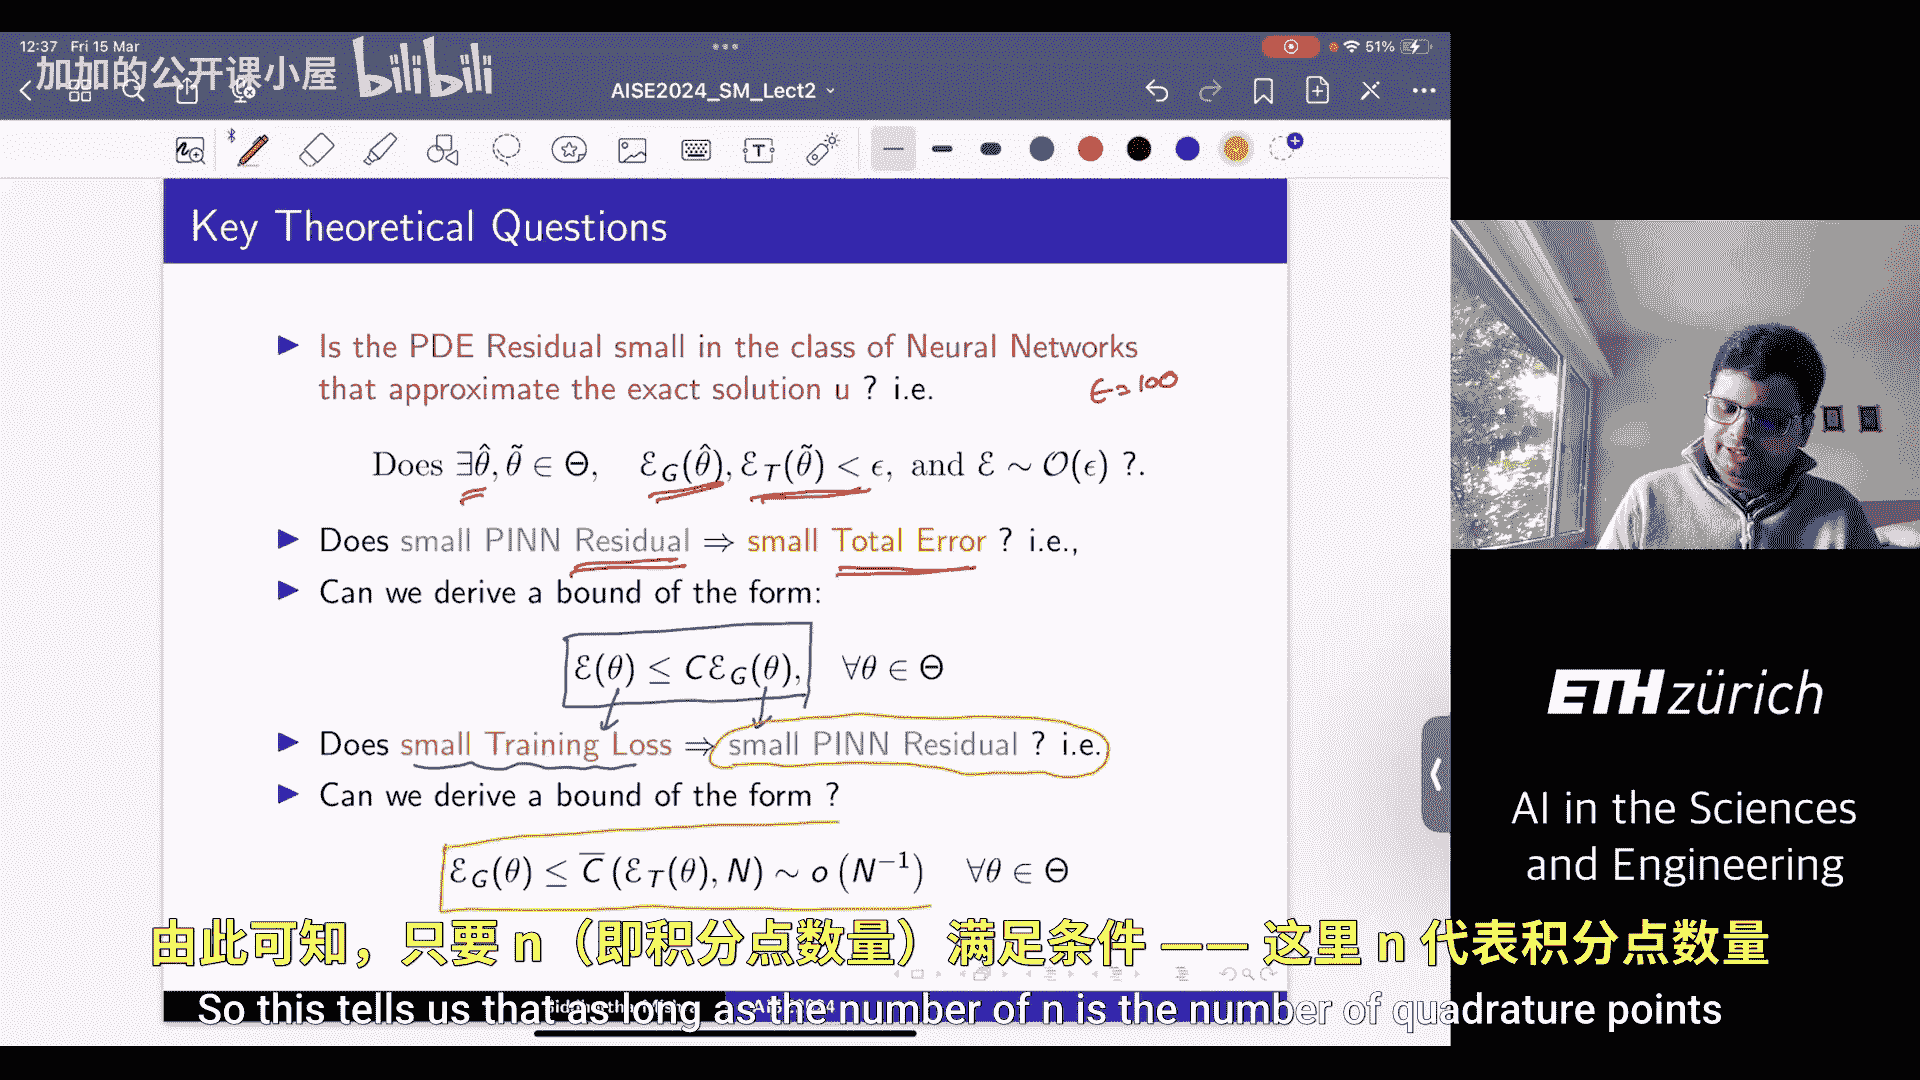 12:37 Fri 15 Mar
51%
加加的公开课小屋 bilibili
AISE2024_SM_Lect2
T
Key Theoretical Questions
Is the PDE Residual small in the class of Neural Networks
that approximate the exact solution u ? i.e.
ϵ=100
Does ∃θ̂, θ̃ ∈ Θ, ℰ_G(θ̂), ℰ_T(θ̃) < ϵ, and ℰ ∼ 𝒪(ϵ) ?.
Does small PINN Residual ⇒ small Total Error ? i.e.,
Can we derive a bound of the form:
ℰ(θ) ≤ Cℰ_G(θ), ∀θ ∈ Θ
Does small Training Loss ⇒ small PINN Residual ? i.e.
Can we derive a bound of the form ?
ℰ_G(θ) ≤ C̅ (ℰ_T(θ), N) ∼ o (N⁻¹) ∀θ ∈ Θ
由此可知，只要 n（即积分点数量）满足条件 —— 这里 n 代表积分点数量
So this tells us that as long as the number of n is the number of quadrature points
ETH zürich
AI in the Sciences
and Engineering